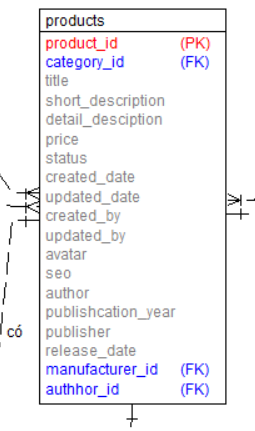 products
product_id (PK)
category_id (FK)
title
short_description
detail_desciption
price
status
created_date
updated_date
created_by
updated_by
avatar
seo
author
publishcation_year
có
publisher
release_date
manufacturer_id (FK)
authhor_id (FK)